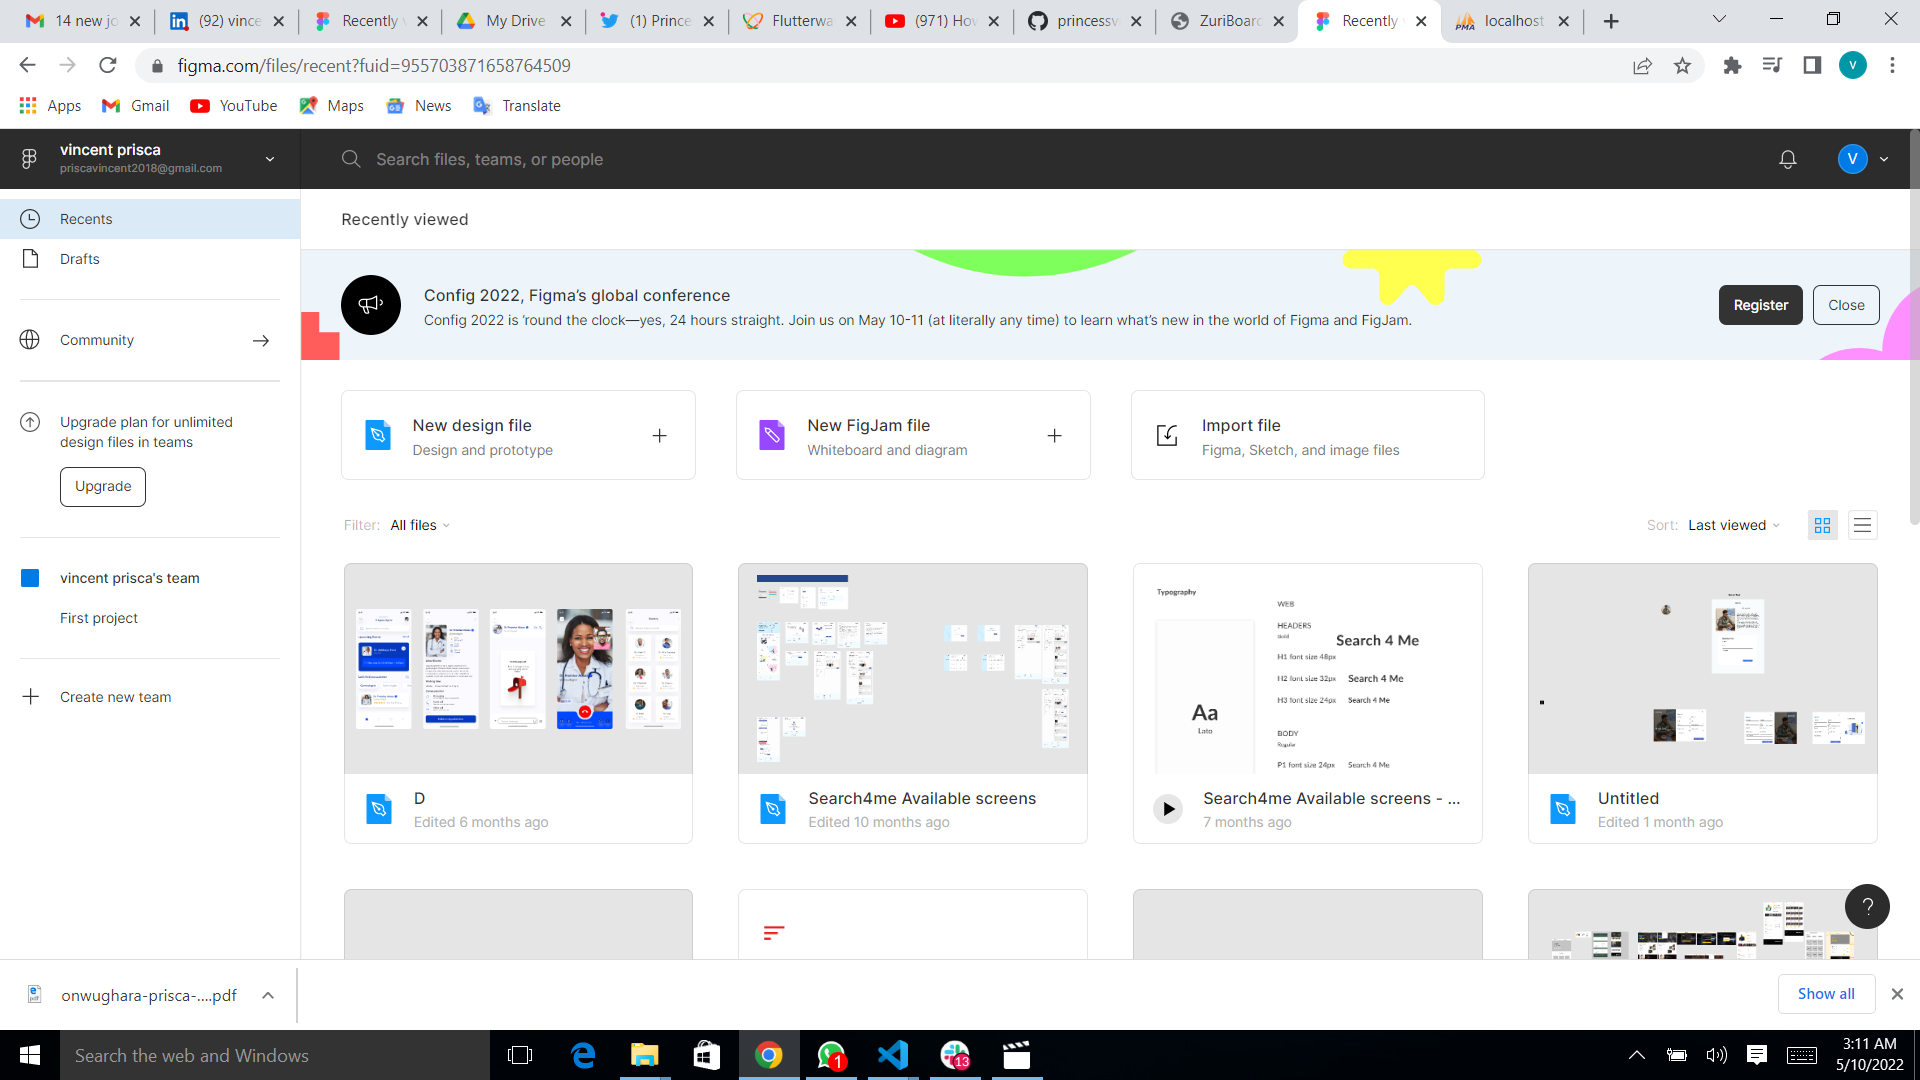 14 new jo
(92) vince
Recently v
My Drive
(1) Prince
Flutterwa
(971) Hov
princessv
ZuriBoard
Recently v
localhost
figma.com/files/recent?fuid=955703871658764509
V
Apps
Gmail
YouTube
Maps
News
Translate
vincent prisca
priscavincent2018@gmail.com
Search files, teams, or people
V
Recents
Drafts
Community
Upgrade plan for unlimited
design files in teams
Upgrade
vincent prisca's team
First project
Create new team
Recently viewed
Config 2022, Figma’s global conference
Config 2022 is ’round the clock—yes, 24 hours straight. Join us on May 10-11 (at literally any time) to learn what’s new in the world of Figma and FigJam.
Register
Close
New design file
Design and prototype
New FigJam file
Whiteboard and diagram
Import file
Figma, Sketch, and image files
Filter: All files
Sort: Last viewed
Typography
WEB
HEADERS
Bold
Search 4 Me
H1 font size 48px
H2 font size 32px Search 4 Me
H3 font size 24px Search 4 Me
Aa
Lato
BODY
Regular
P1 font size 24px Search 4 Me
D
Edited 6 months ago
Search4me Available screens
Edited 10 months ago
Search4me Available screens - ...
7 months ago
Untitled
Edited 1 month ago
?
onwughara-prisca-....pdf
Show all
Search the web and Windows
1
13
3:11 AM
5/10/2022